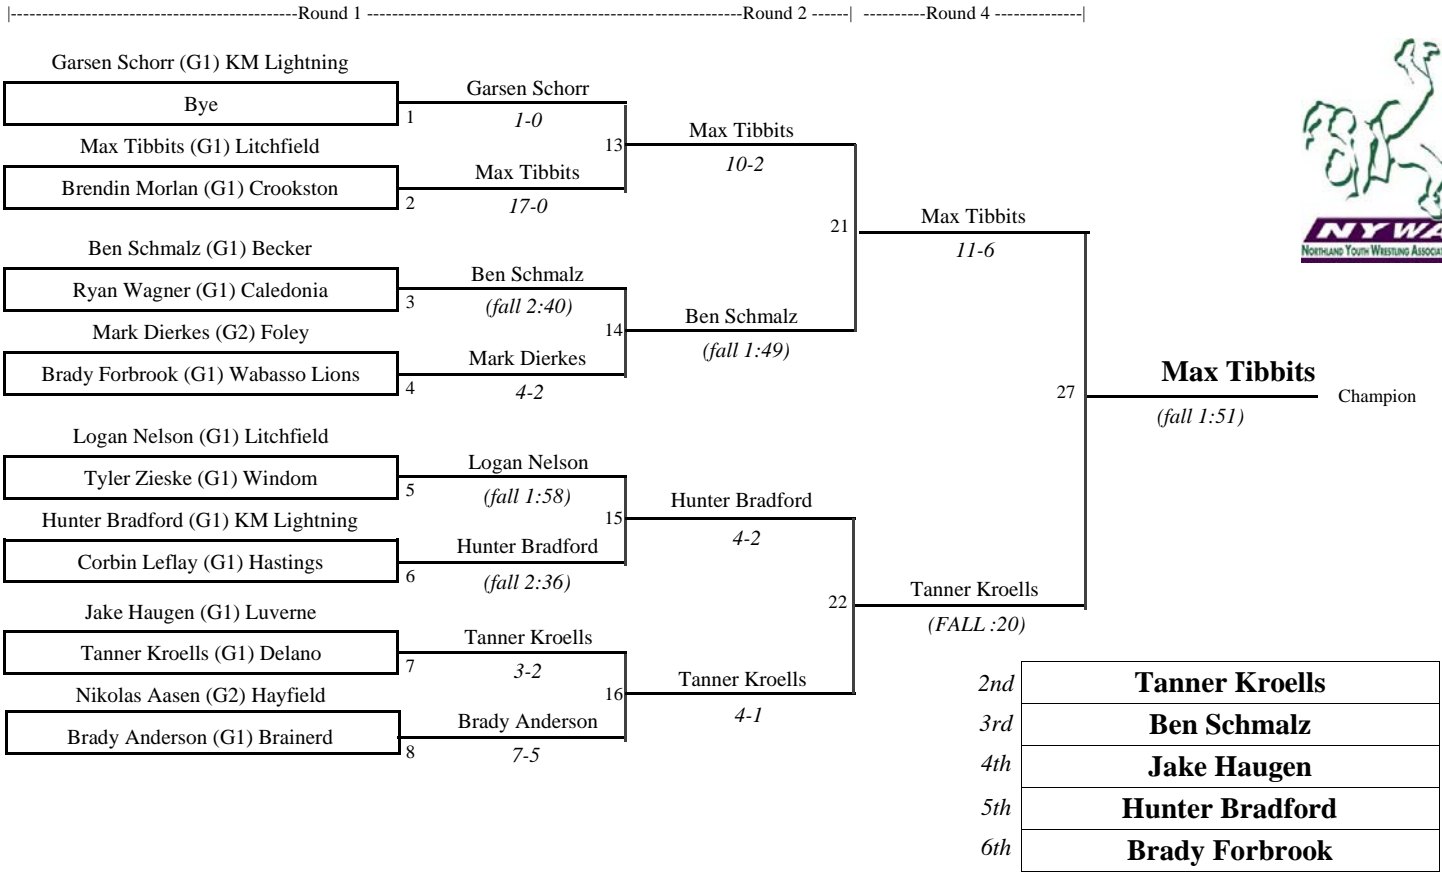 |----------------------------------------------Round 1 ------------------------------------------------------------Round 2 ------| ----------Round 4 --------------|
Garsen Schorr (G1) KM Lightning
Bye
1
Max Tibbits (G1) Litchfield
Brendin Morlan (G1) Crookston
2
Ben Schmalz (G1) Becker
Ryan Wagner (G1) Caledonia
3
Mark Dierkes (G2) Foley
Brady Forbrook (G1) Wabasso Lions
4
Logan Nelson (G1) Litchfield
Tyler Zieske (G1) Windom
5
Hunter Bradford (G1) KM Lightning
Corbin Leflay (G1) Hastings
6
Jake Haugen (G1) Luverne
Tanner Kroells (G1) Delano
7
Nikolas Aasen (G2) Hayfield
Brady Anderson (G1) Brainerd
8
Garsen Schorr
1-0
13
Max Tibbits
17-0
Ben Schmalz
(fall 2:40)
14
Mark Dierkes
4-2
Logan Nelson
(fall 1:58)
15
Hunter Bradford
(fall 2:36)
Tanner Kroells
3-2
16
Brady Anderson
7-5
Max Tibbits
10-2
21
Ben Schmalz
(fall 1:49)
Hunter Bradford
4-2
22
Tanner Kroells
4-1
Max Tibbits
11-6
27
Tanner Kroells
(FALL :20)
NYWA
Northland Youth Wrestling Associat
Max Tibbits
Champion
(fall 1:51)
2nd Tanner Kroells
3rd Ben Schmalz
4th Jake Haugen
5th Hunter Bradford
6th Brady Forbrook